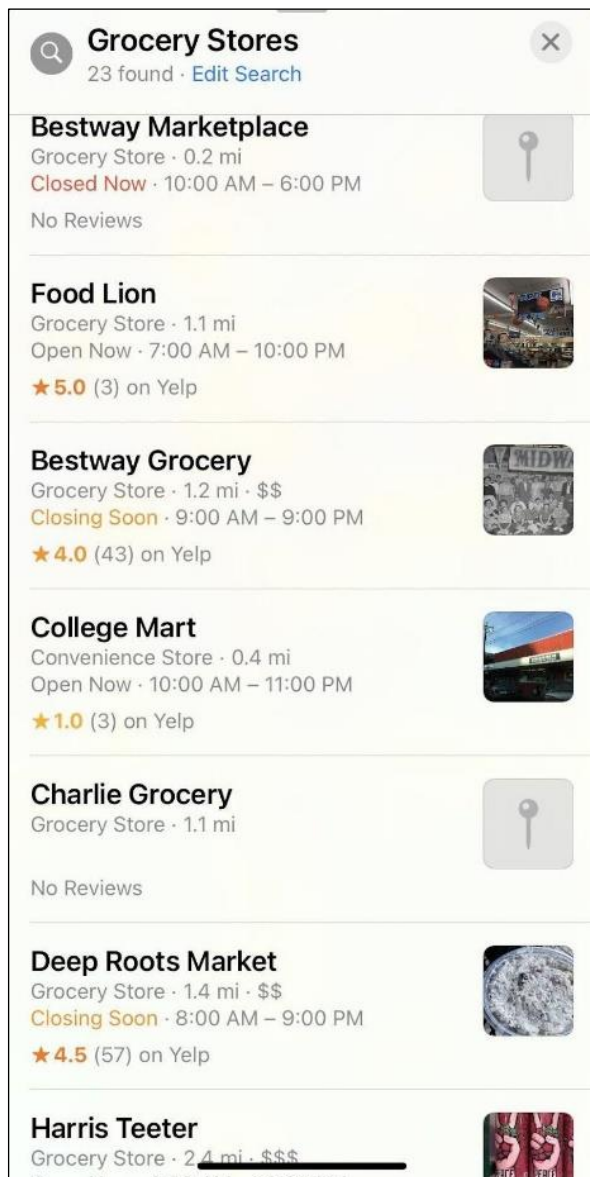 Grocery Stores
23 found · Edit Search
Bestway Marketplace
Grocery Store · 0.2 mi
Closed Now · 10:00 AM – 6:00 PM
No Reviews
Food Lion
Grocery Store · 1.1 mi
Open Now · 7:00 AM – 10:00 PM
★ 5.0 (3) on Yelp
Bestway Grocery
Grocery Store · 1.2 mi · $$
Closing Soon · 9:00 AM – 9:00 PM
★ 4.0 (43) on Yelp
College Mart
Convenience Store · 0.4 mi
Open Now · 10:00 AM – 11:00 PM
★ 1.0 (3) on Yelp
Charlie Grocery
Grocery Store · 1.1 mi
No Reviews
Deep Roots Market
Grocery Store · 1.4 mi · $$
Closing Soon · 8:00 AM – 9:00 PM
★ 4.5 (57) on Yelp
Harris Teeter
Grocery Store · 2.4 mi · $$$